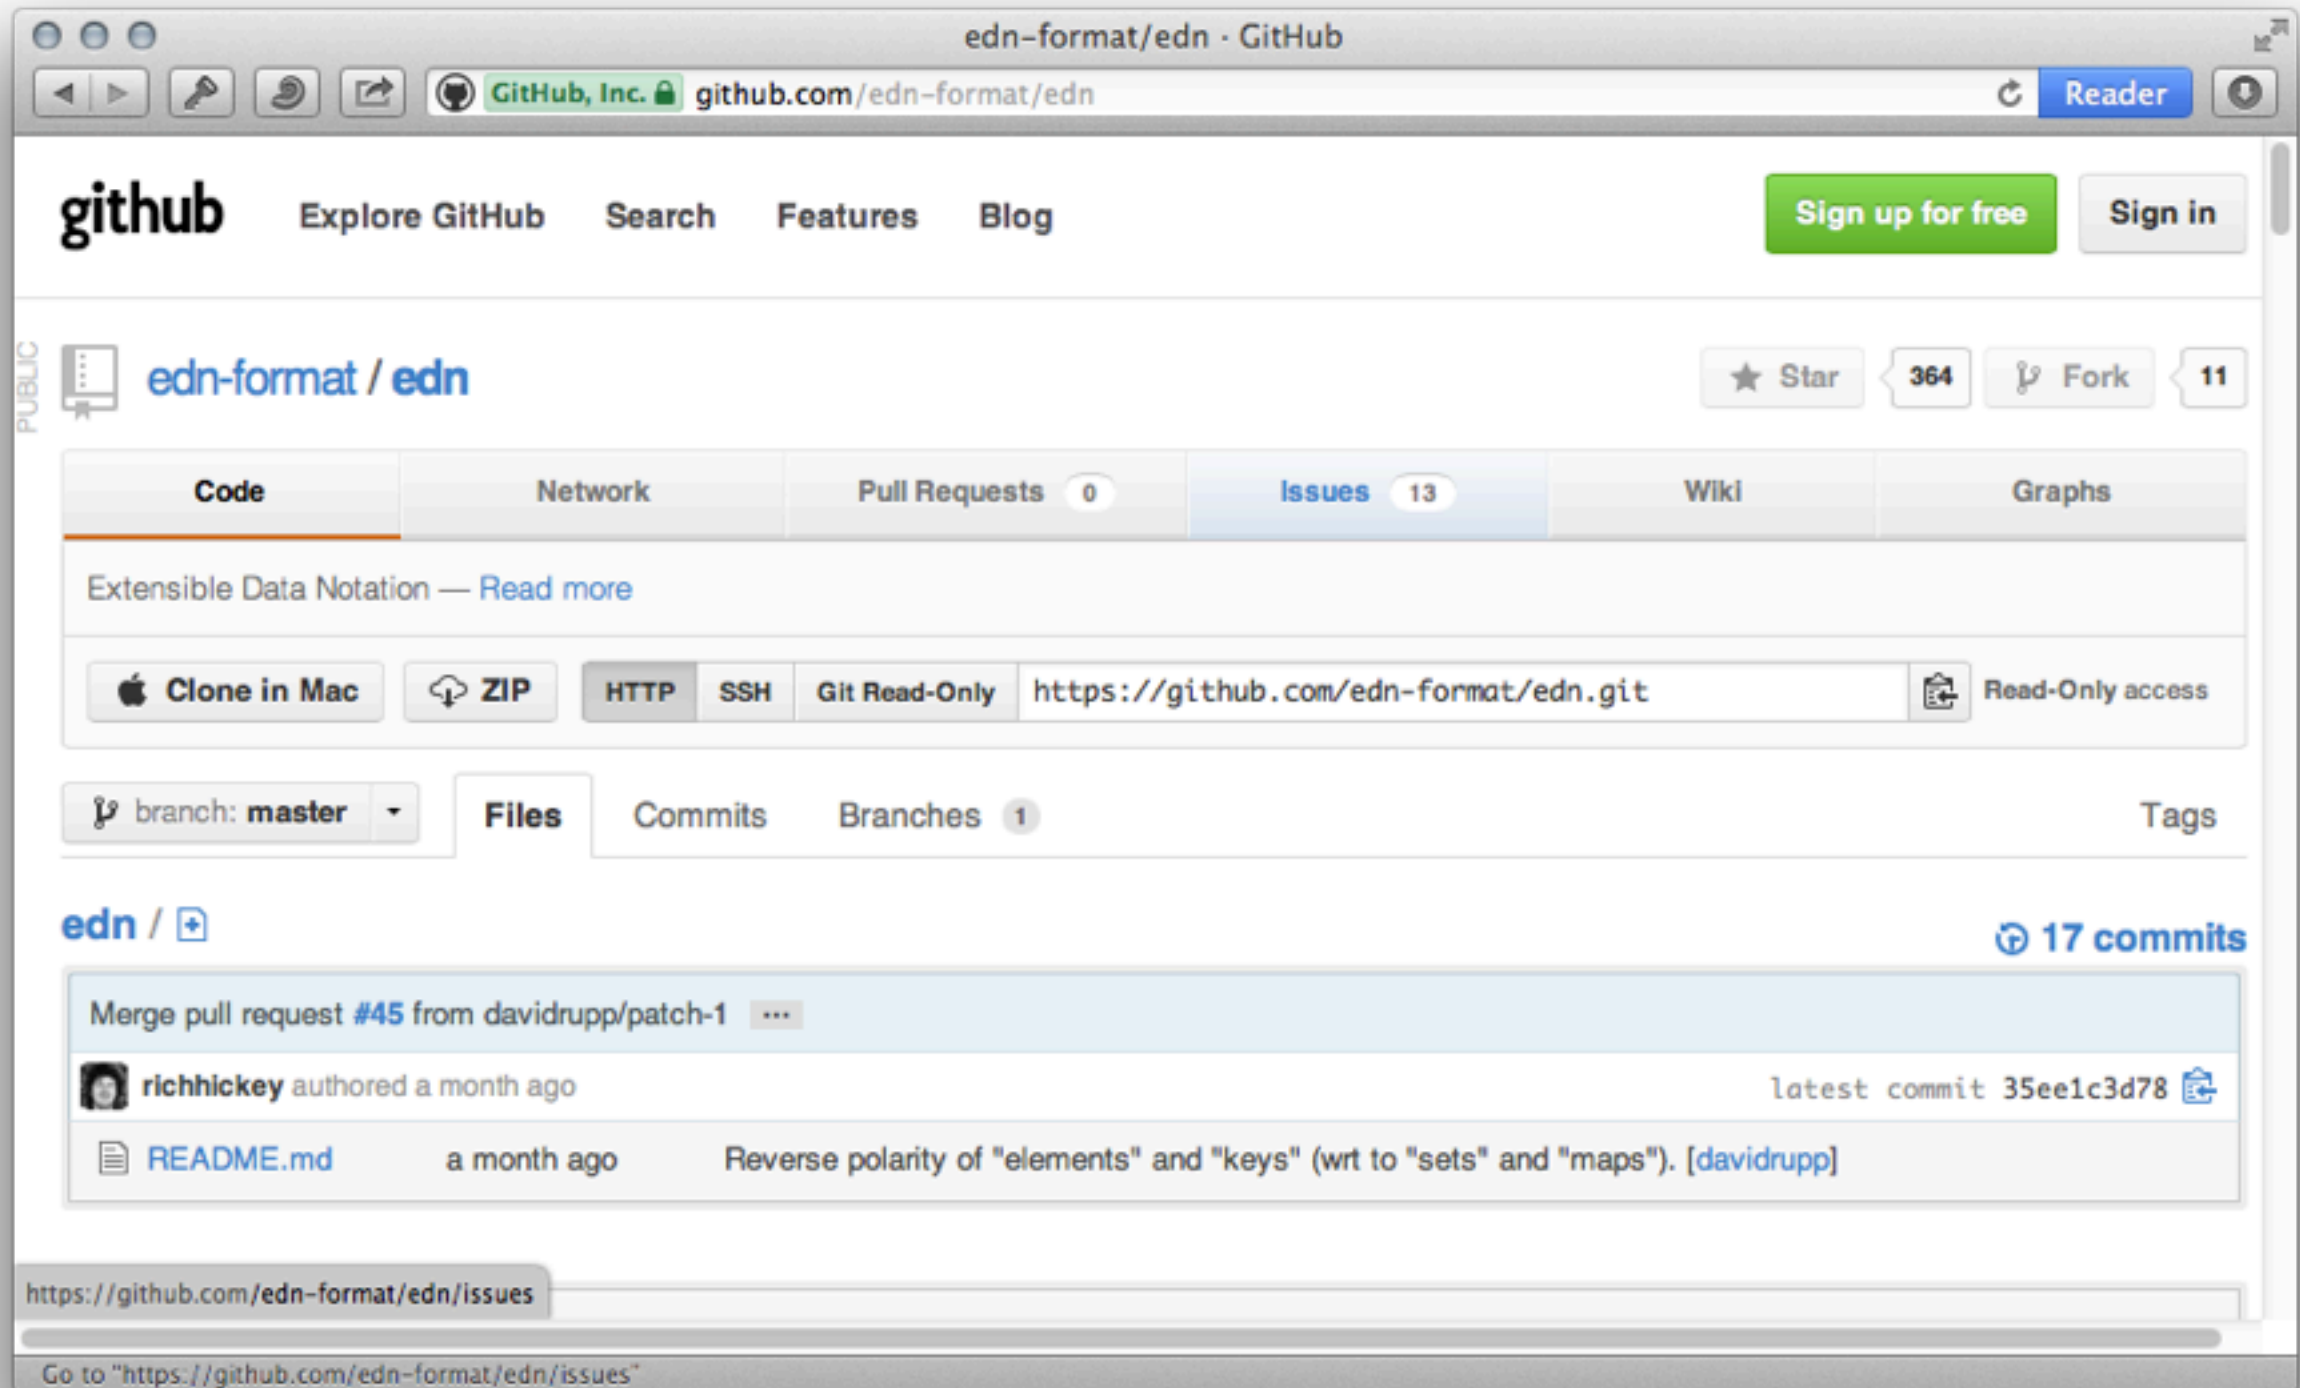 edn-format/edn · GitHub
GitHub, Inc. github.com/edn-format/edn Reader
github Explore GitHub Search Features Blog Sign up for free Sign in
PUBLIC
edn-format / edn Star 364 Fork 11
Code Network Pull Requests 0 Issues 13 Wiki Graphs
Extensible Data Notation — Read more
Clone in Mac ZIP HTTP SSH Git Read-Only https://github.com/edn-format/edn.git Read-Only access
branch: master Files Commits Branches 1 Tags
edn / 17 commits
Merge pull request #45 from davidrupp/patch-1 ...
richhickey authored a month ago latest commit 35ee1c3d78
README.md a month ago Reverse polarity of "elements" and "keys" (wrt to "sets" and "maps"). [davidrupp]
https://github.com/edn-format/edn/issues
Go to "https://github.com/edn-format/edn/issues"